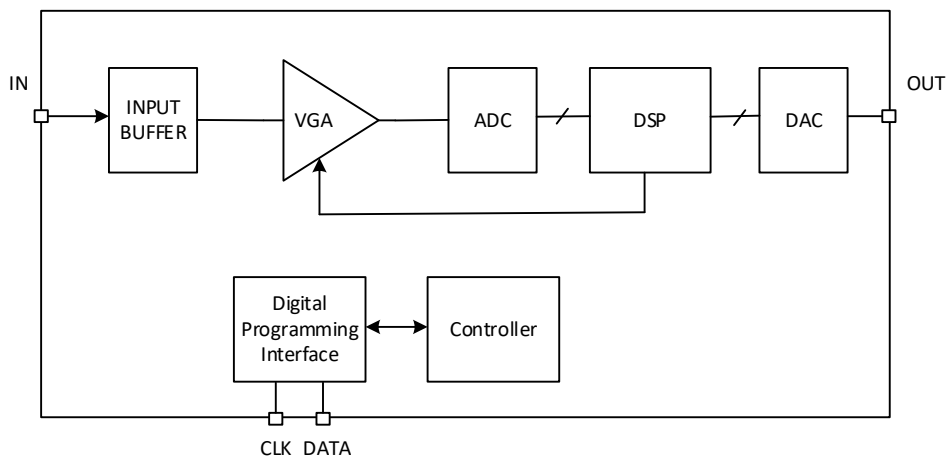 IN
INPUT
BUFFER
VGA
ADC
DSP
DAC
OUT
Digital
Programming
Interface
Controller
CLK DATA